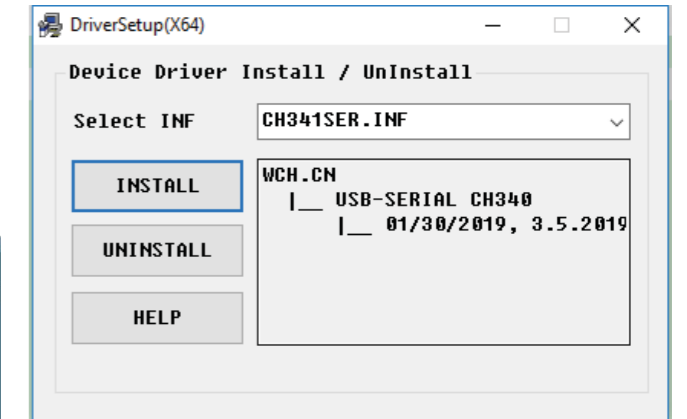 DriverSetup(X64)
Device Driver Install / UnInstall
Select INF
CH341SER.INF
INSTALL
UNINSTALL
HELP
WCH.CN
|__ USB-SERIAL CH340
|__ 01/30/2019, 3.5.2019